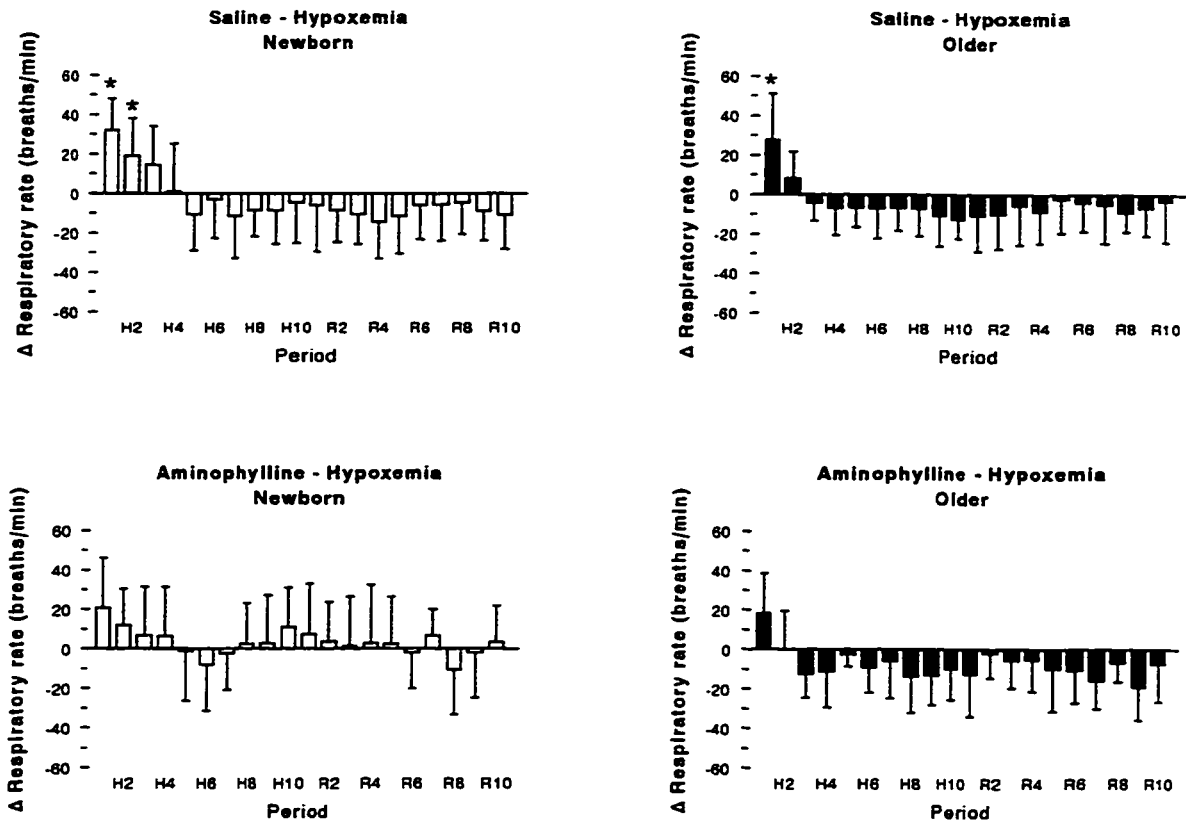 Saline - Hypoxemia
Newborn
Δ Respiratory rate (breaths/min)
60
40
20
0
-20
-40
-60
*
*
H2 H4 H6 H8 H10 R2 R4 R6 R8 R10
Period
Saline - Hypoxemia
Older
Δ Respiratory rate (breaths/min)
60
40
20
0
-20
-40
-60
*
H2 H4 H6 H8 H10 R2 R4 R6 R8 R10
Period
Aminophylline - Hypoxemia
Newborn
Δ Respiratory rate (breaths/min)
60
40
20
0
-20
-40
-60
H2 H4 H6 H8 H10 R2 R4 R6 R8 R10
Period
Aminophylline - Hypoxemia
Older
Δ Respiratory rate (breaths/min)
60
40
20
0
-20
-40
-60
H2 H4 H6 H8 H10 R2 R4 R6 R8 R10
Period